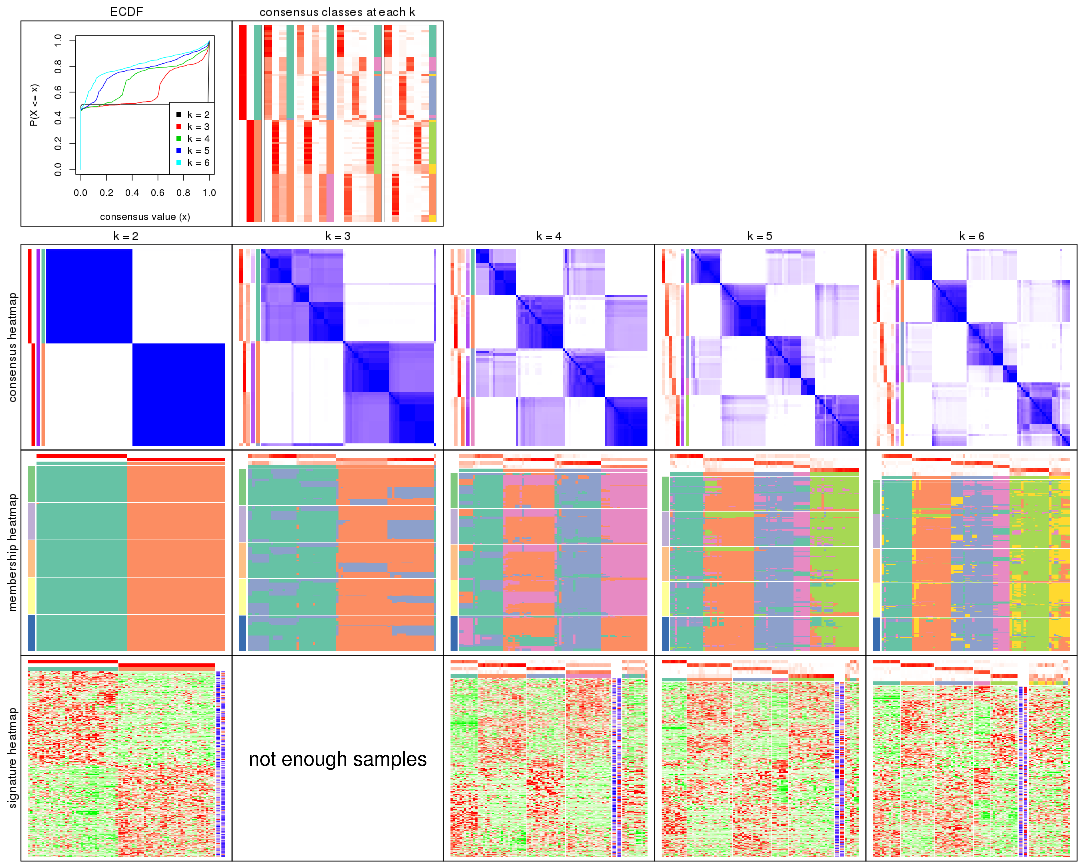 ECDF
consensus classes at each k
P(X <= x)
1.0
0.8
0.6
0.4
0.2
0.0
k = 2
k = 3
k = 4
k = 5
k = 6
0.0 0.2 0.4 0.6 0.8 1.0
consensus value (x)
k = 2 k = 3 k = 4 k = 5 k = 6
consensus heatmap
membership heatmap
signature heatmap
not enough samples